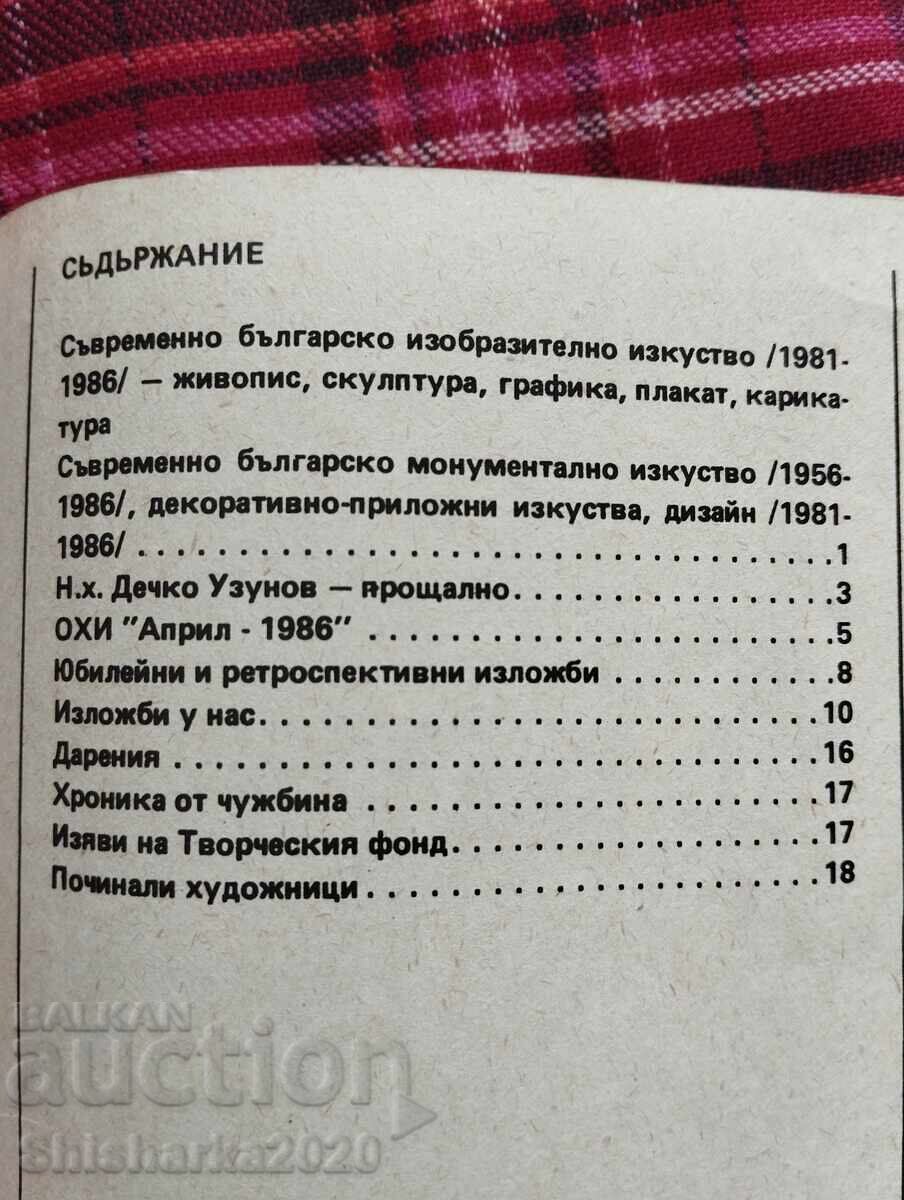 СЬДЬРЖАНИЕ
Съвременно българско изобразително изкуство /1981-
1986/ — живопис, скулптура, графика, плакат, карика-
тура
Съвременно българско монументално изкуство /1956-
1986/, декоративно-приложни изкуства, дизайн /1981-
1986/ . . . . . . . . . . . . . . . . . . . . . . . . . . . . . . . 1
Н.х. Дечко Узунов — прощално. . . . . . . . . . . . . . . . 3
ОХИ "Април - 1986" . . . . . . . . . . . . . . . . . . . . . . 5
Юбилейни и ретроспективни изложби . . . . . . . . . . . 8
Изложби у нас. . . . . . . . . . . . . . . . . . . . . . . . . . 10
Дарения . . . . . . . . . . . . . . . . . . . . . . . . . . . . . 16
Хроника от чужбина . . . . . . . . . . . . . . . . . . . . . 17
Изяви на Творческия фонд. . . . . . . . . . . . . . . . . . 17
Починали художници . . . . . . . . . . . . . . . . . . . . . 18
BALKAN
auction
Shisharka2020